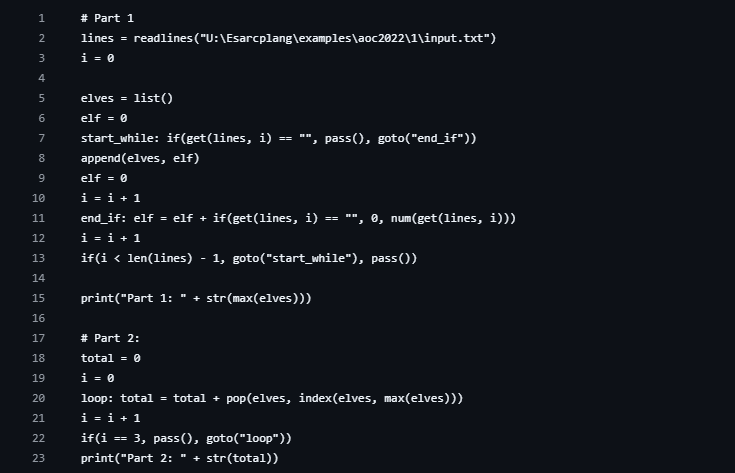 1 # Part 1
2 lines = readlines("U:\Esarcplang\examples\aoc2022\1\input.txt")
3 i = 0
4
5 elves = list()
6 elf = 0
7 start_while: if(get(lines, i) == "", pass(), goto("end_if"))
8 append(elves, elf)
9 elf = 0
10 i = i + 1
11 end_if: elf = elf + if(get(lines, i) == "", 0, num(get(lines, i)))
12 i = i + 1
13 if(i < len(lines) - 1, goto("start_while"), pass())
14
15 print("Part 1: " + str(max(elves)))
16
17 # Part 2:
18 total = 0
19 i = 0
20 loop: total = total + pop(elves, index(elves, max(elves)))
21 i = i + 1
22 if(i == 3, pass(), goto("loop"))
23 print("Part 2: " + str(total))